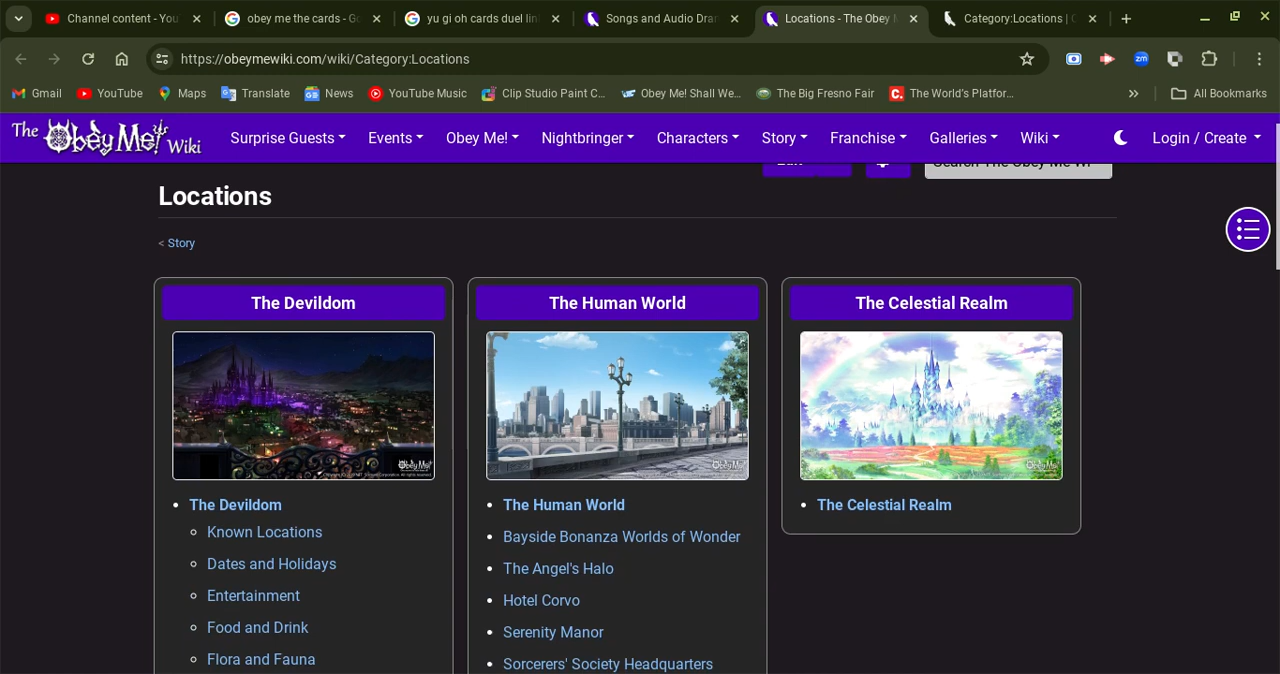 Channel content - You
obey me the cards - Go
yu gi oh cards duel lin
Songs and Audio Dra
Locations - The Obey M
Category:Locations | O
https://obeymewiki.com/wiki/Category:Locations
Gmail YouTube Maps Translate News YouTube Music Clip Studio Paint C... Obey Me! Shall We... The Big Fresno Fair The World's Platfor... All Bookmarks
The Obey Me! Wiki
Surprise Guests Events Obey Me! Nightbringer Characters Story Franchise Galleries Wiki Login / Create
Locations
< Story
The Devildom
The Devildom
Known Locations
Dates and Holidays
Entertainment
Food and Drink
Flora and Fauna
The Human World
The Human World
Bayside Bonanza Worlds of Wonder
The Angel's Halo
Hotel Corvo
Serenity Manor
Sorcerers' Society Headquarters
The Celestial Realm
The Celestial Realm